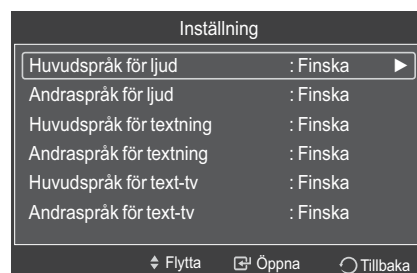 Inställning
Huvudspråk för ljud : Finska ►
Andraspråk för ljud : Finska
Huvudspråk för textning : Finska
Andraspråk för textning : Finska
Huvudspråk för text-tv : Finska
Andraspråk för text-tv : Finska
Flytta Öppna Tillbaka